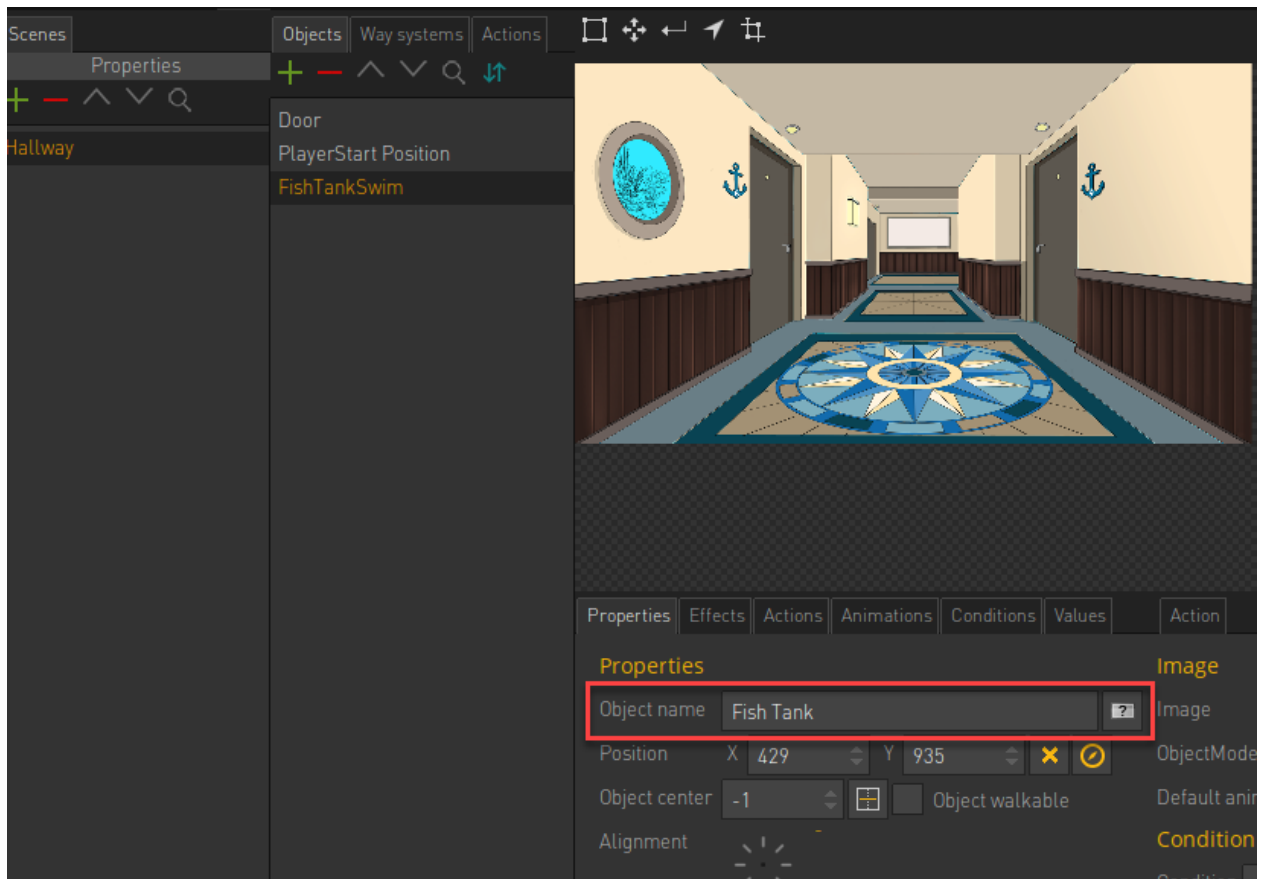 Scenes
Properties
Hallway
Objects Way systems Actions
Door
PlayerStart Position
FishTankSwim
Properties Effects Actions Animations Conditions Values Action
Properties
Object name Fish Tank ?
Position X 429 Y 935
Object center -1 Object walkable
Alignment
Image
Image
ObjectMode
Default anir
Condition